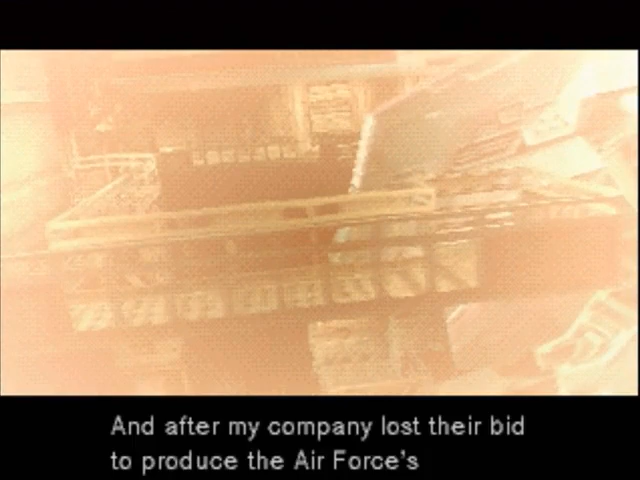 And after my company lost their bid
to produce the Air Force's